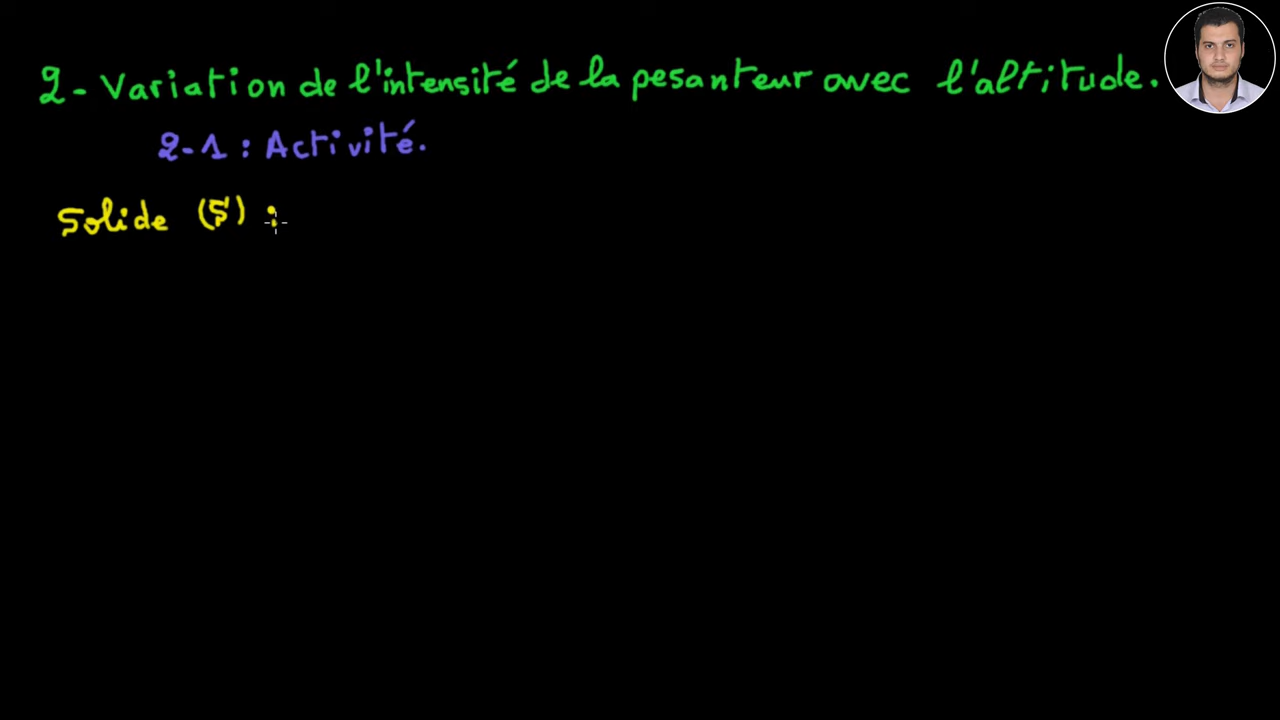 2- Variation de l'intensité de la pesanteur avec l'altitude.
2-1 : Activité.
Solide (S) :